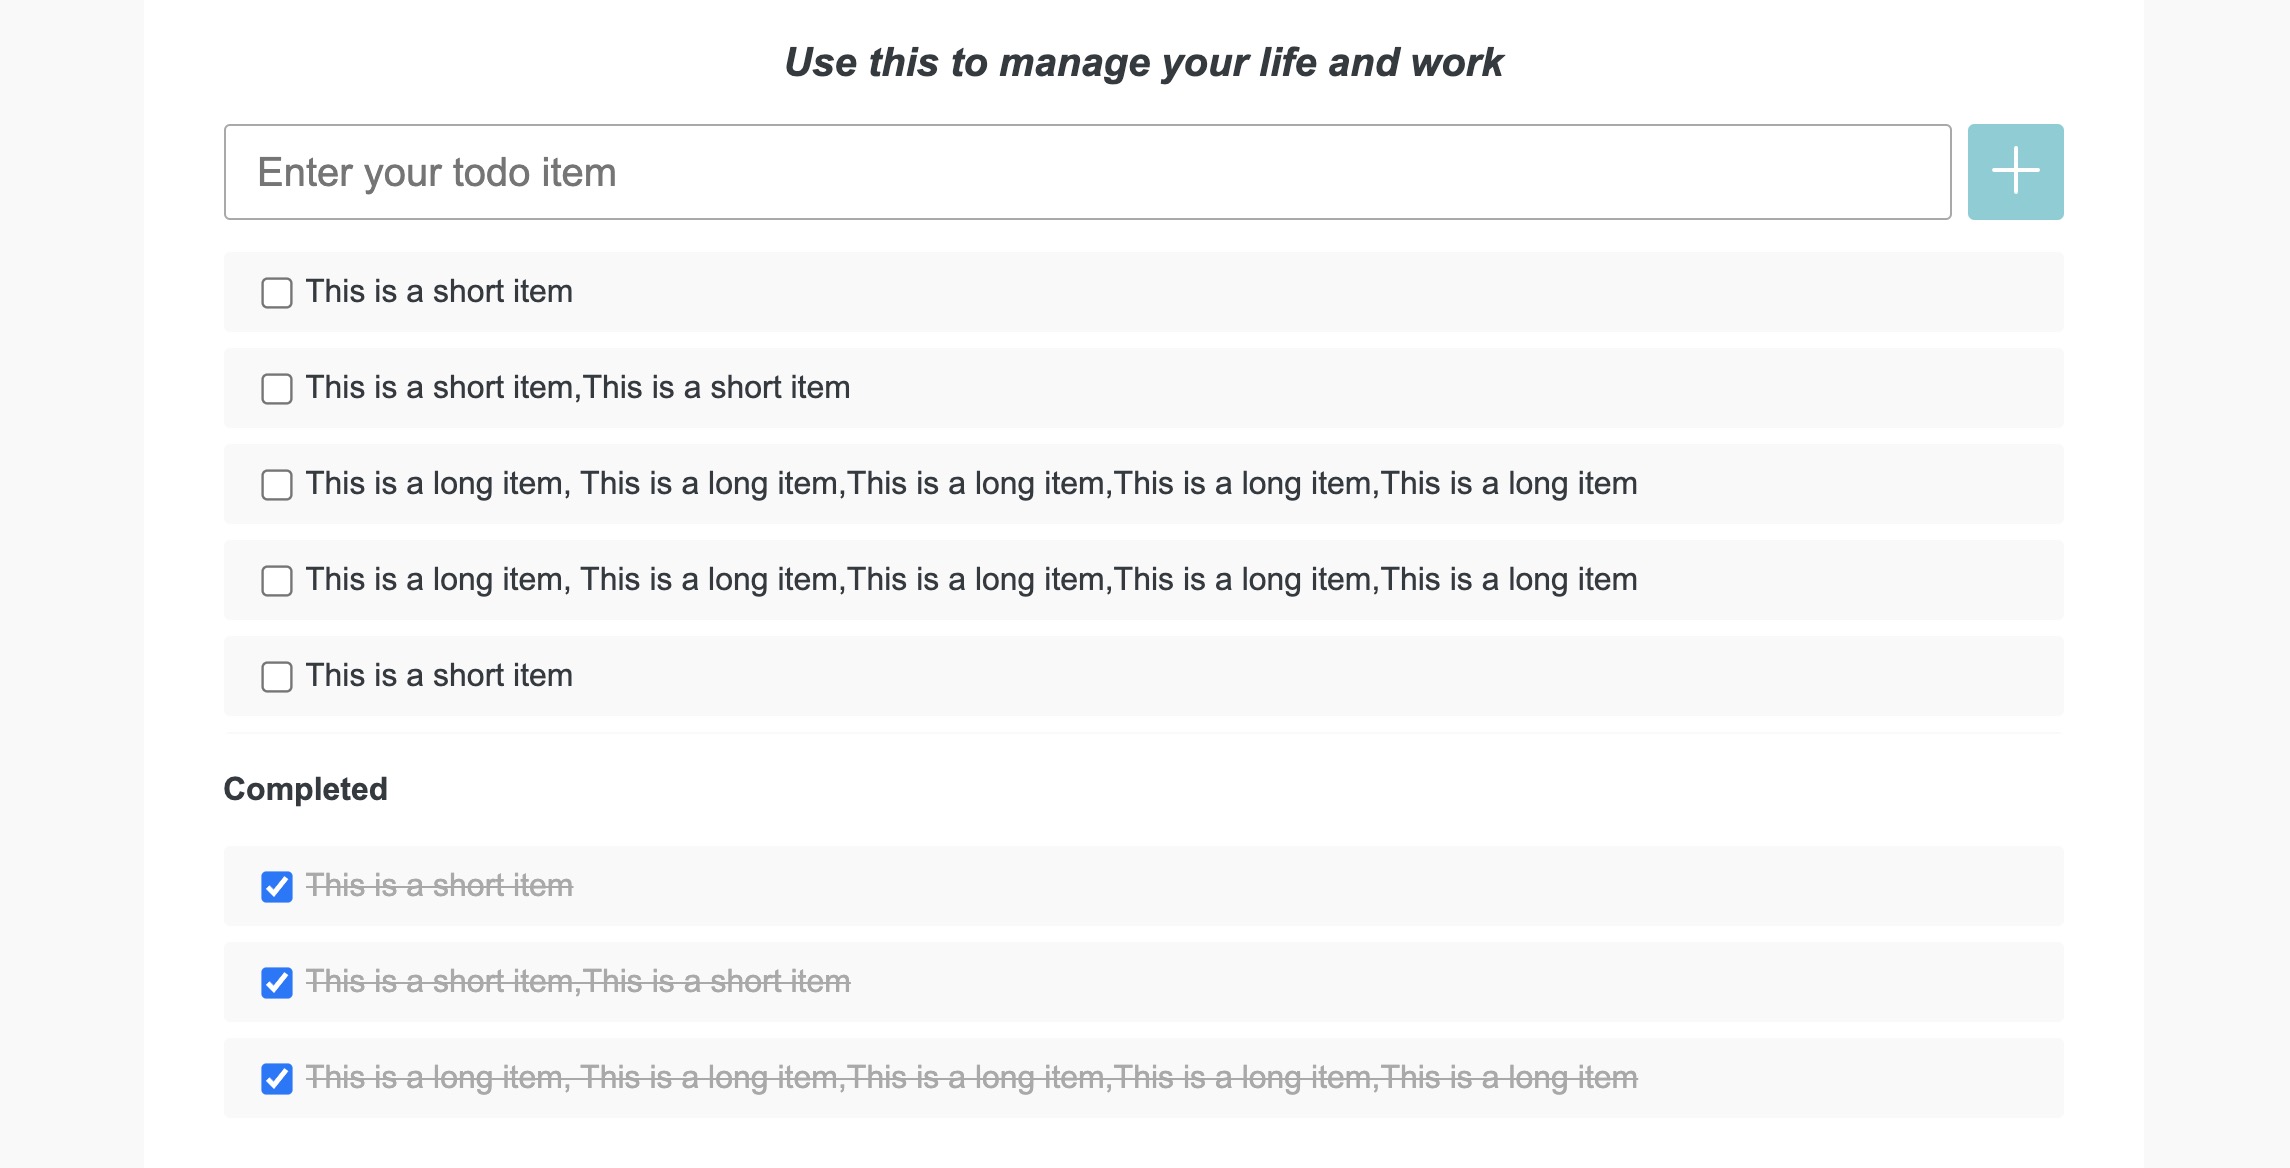 Use this to manage your life and work
Enter your todo item
This is a short item
This is a short item,This is a short item
This is a long item, This is a long item,This is a long item,This is a long item,This is a long item
This is a long item, This is a long item,This is a long item,This is a long item,This is a long item
This is a short item
Completed
This is a short item
This is a short item,This is a short item
This is a long item, This is a long item,This is a long item,This is a long item,This is a long item